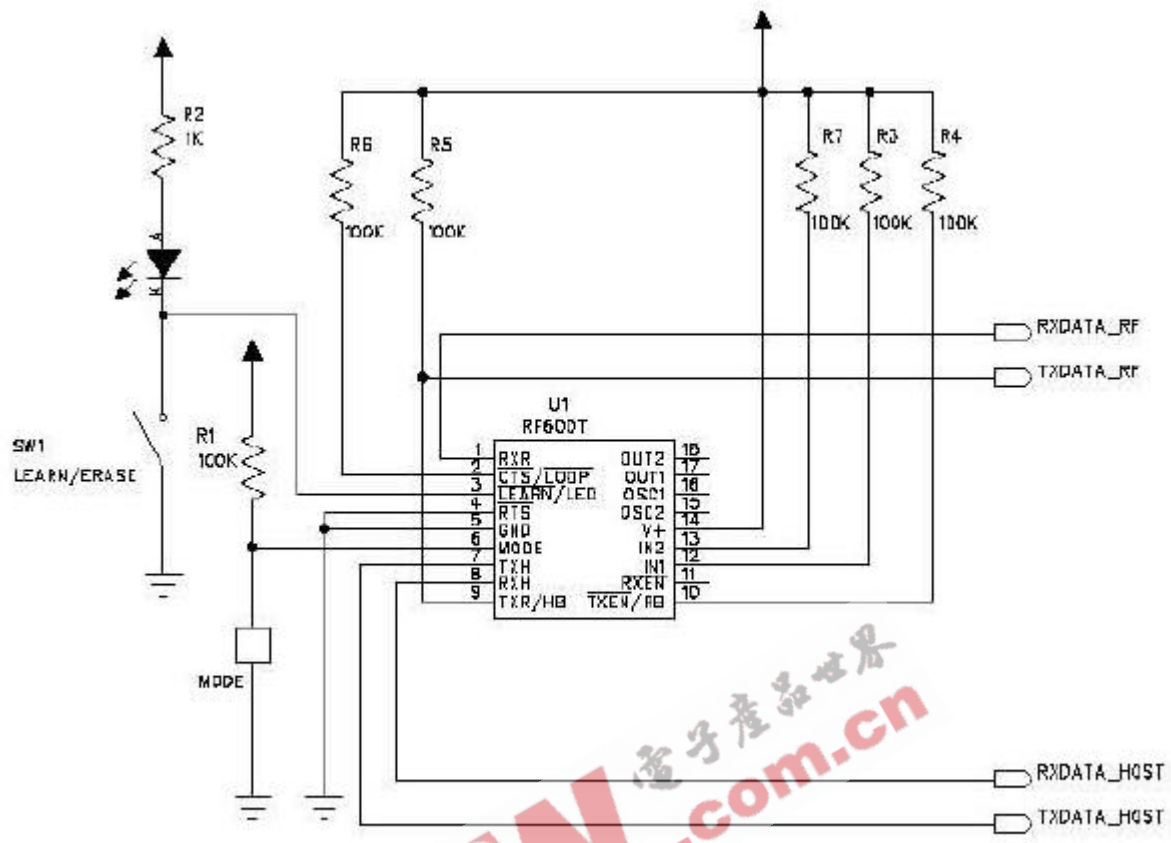 R2
1K
R6
100K
R5
100K
R7
100K
R3
100K
R4
100K
A
K
RXDATA_RF
TXDATA_RF
SW1
LEARN/ERASE
R1
100K
U1
RF600T
1 RXR
2 CTS/LOOP
3 LEARN/LED
4 RTS
5 GND
6 MODE
7 TXH
8 RXH
9 TXR/HB
OUT2 18
OUT1 17
OSC1 16
OSC2 15
V+ 14
IN2 13
IN1 12
RXEN 11
TXEN/RB 10
MODE
RXDATA_HOST
TXDATA_HOST
電子產品世界
.com.cn